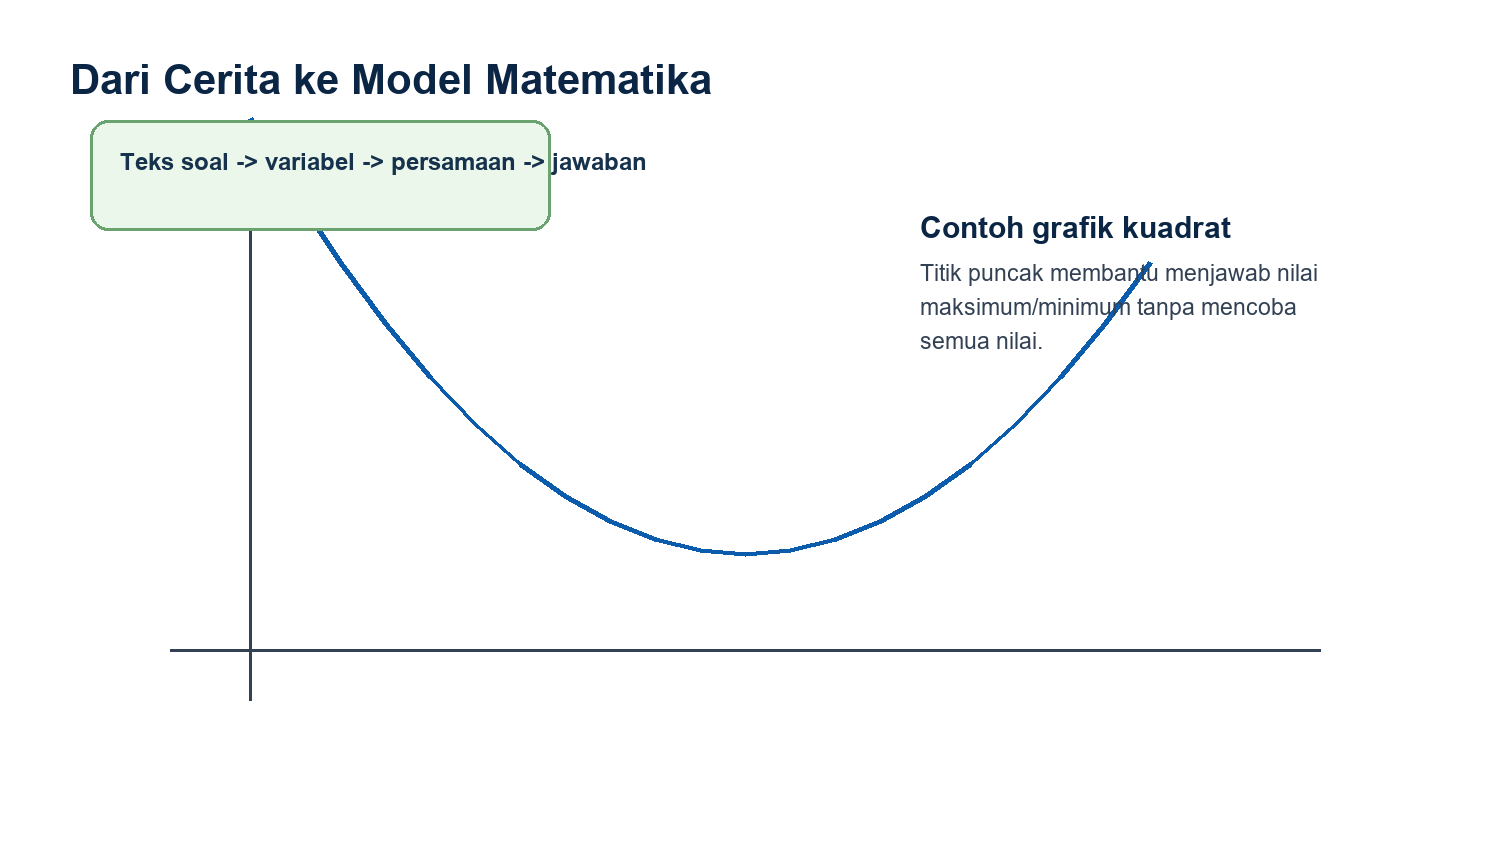 Dari Cerita ke Model Matematika
Teks soal -> variabel -> persamaan -> jawaban
Contoh grafik kuadrat
Titik puncak membantu menjawab nilai
maksimum/minimum tanpa mencoba
semua nilai.